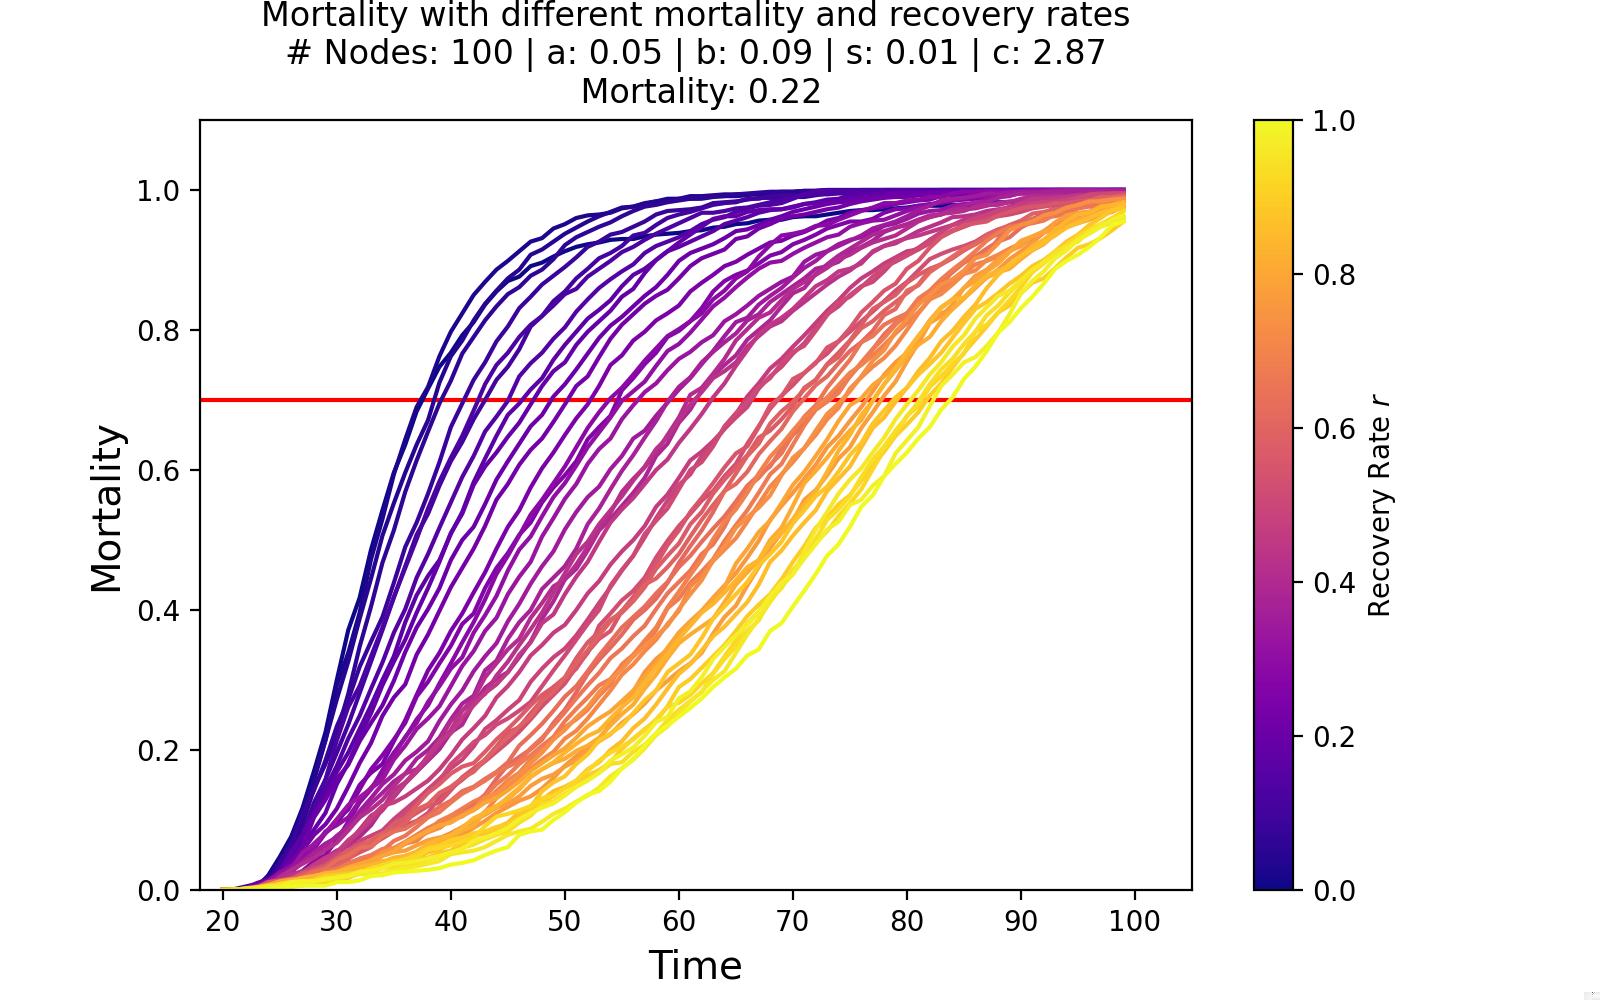 Mortality with different mortality and recovery rates
# Nodes: 100 | a: 0.05 | b: 0.09 | s: 0.01 | c: 2.87
Mortality: 0.22
Mortality
1.0
0.8
0.6
0.4
0.2
0.0
20 30 40 50 60 70 80 90 100
Time
1.0
0.8
0.6
0.4
0.2
0.0
Recovery Rate r